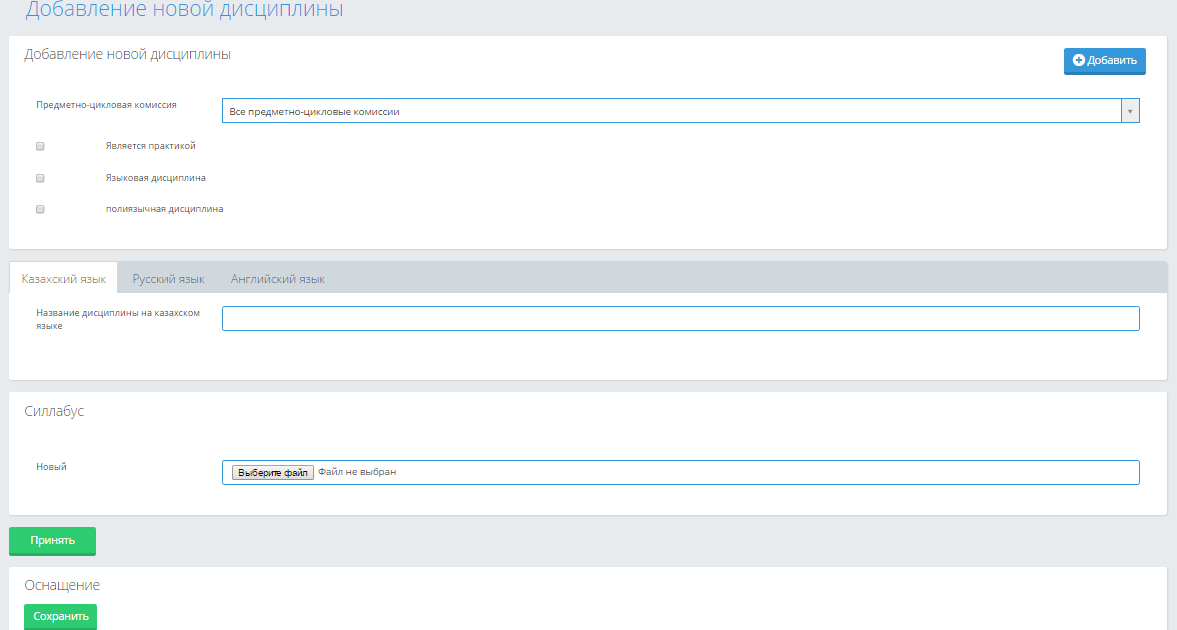 Добавление новой дисциплины
Добавление новой дисциплины
Добавить
Предметно-цикловая комиссия
Все предметно-цикловые комиссии
Является практикой
Языковая дисциплина
полиязычная дисциплина
Казахский язык Русский язык Английский язык
Название дисциплины на казахском
языке
Силлабус
Новый
Выберите файл Файл не выбран
Принять
Оснащение
Сохранить